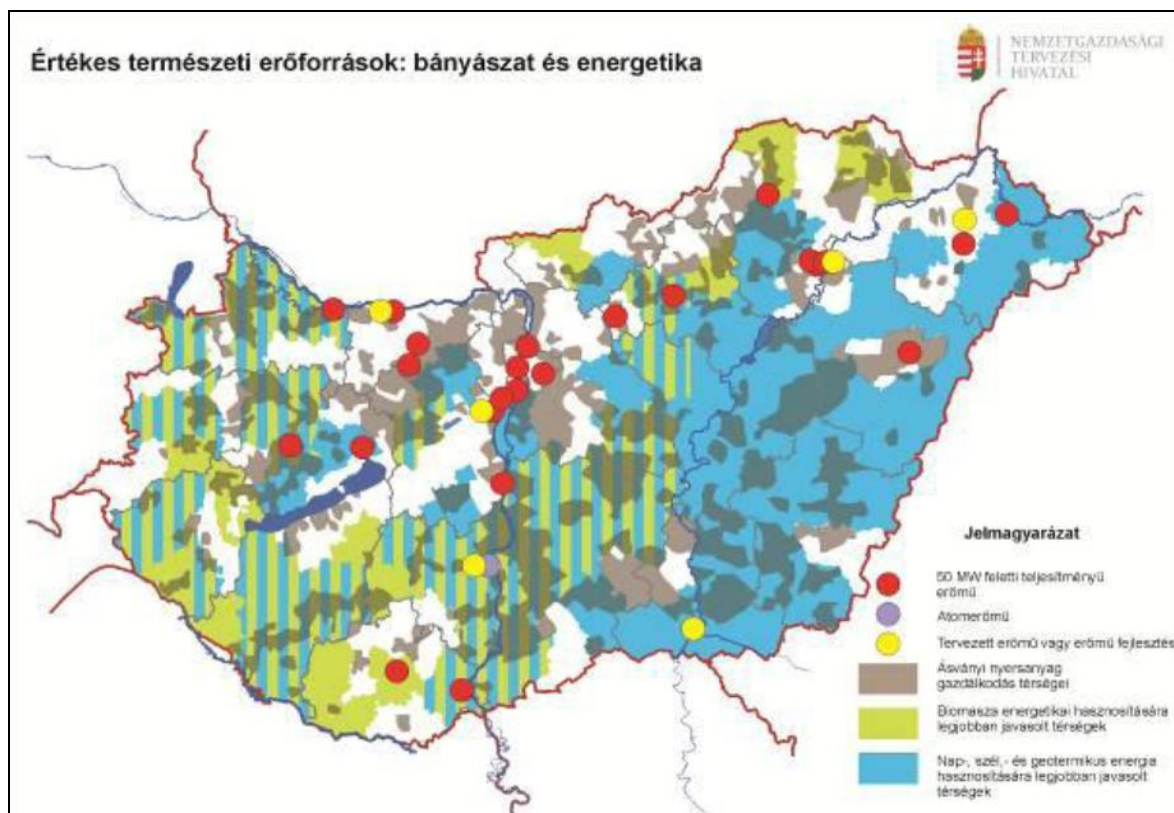 Értékes természeti erőforrások: bányászat és energetika
NEMZETGAZDASÁGI
TERVEZÉSI
HIVATAL
Jelmagyarázat
50 MW feletti teljesítményű
erőmű
Atomerőmű
Tervezett erőmű vagy erőmű fejlesztés
Ásványi nyersanyag
gazdálkodás térségei
Biomasza energetikai hasznosítására
legjobban javasolt térségek
Nap-, szél,- és geotermikus energia
hasznosítására legjobban javasolt
térségek